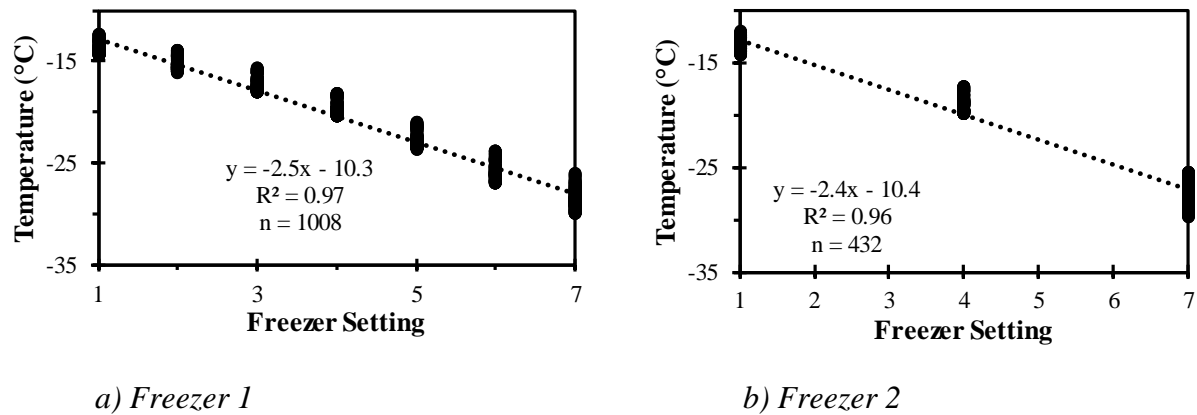 Temperature (°C)
-15
-25
-35
y = -2.5x - 10.3
R² = 0.97
n = 1008
1
3
5
7
Freezer Setting
a) Freezer 1
Temperature (°C)
-15
-25
-35
y = -2.4x - 10.4
R² = 0.96
n = 432
1
2
3
4
5
6
7
Freezer Setting
b) Freezer 2